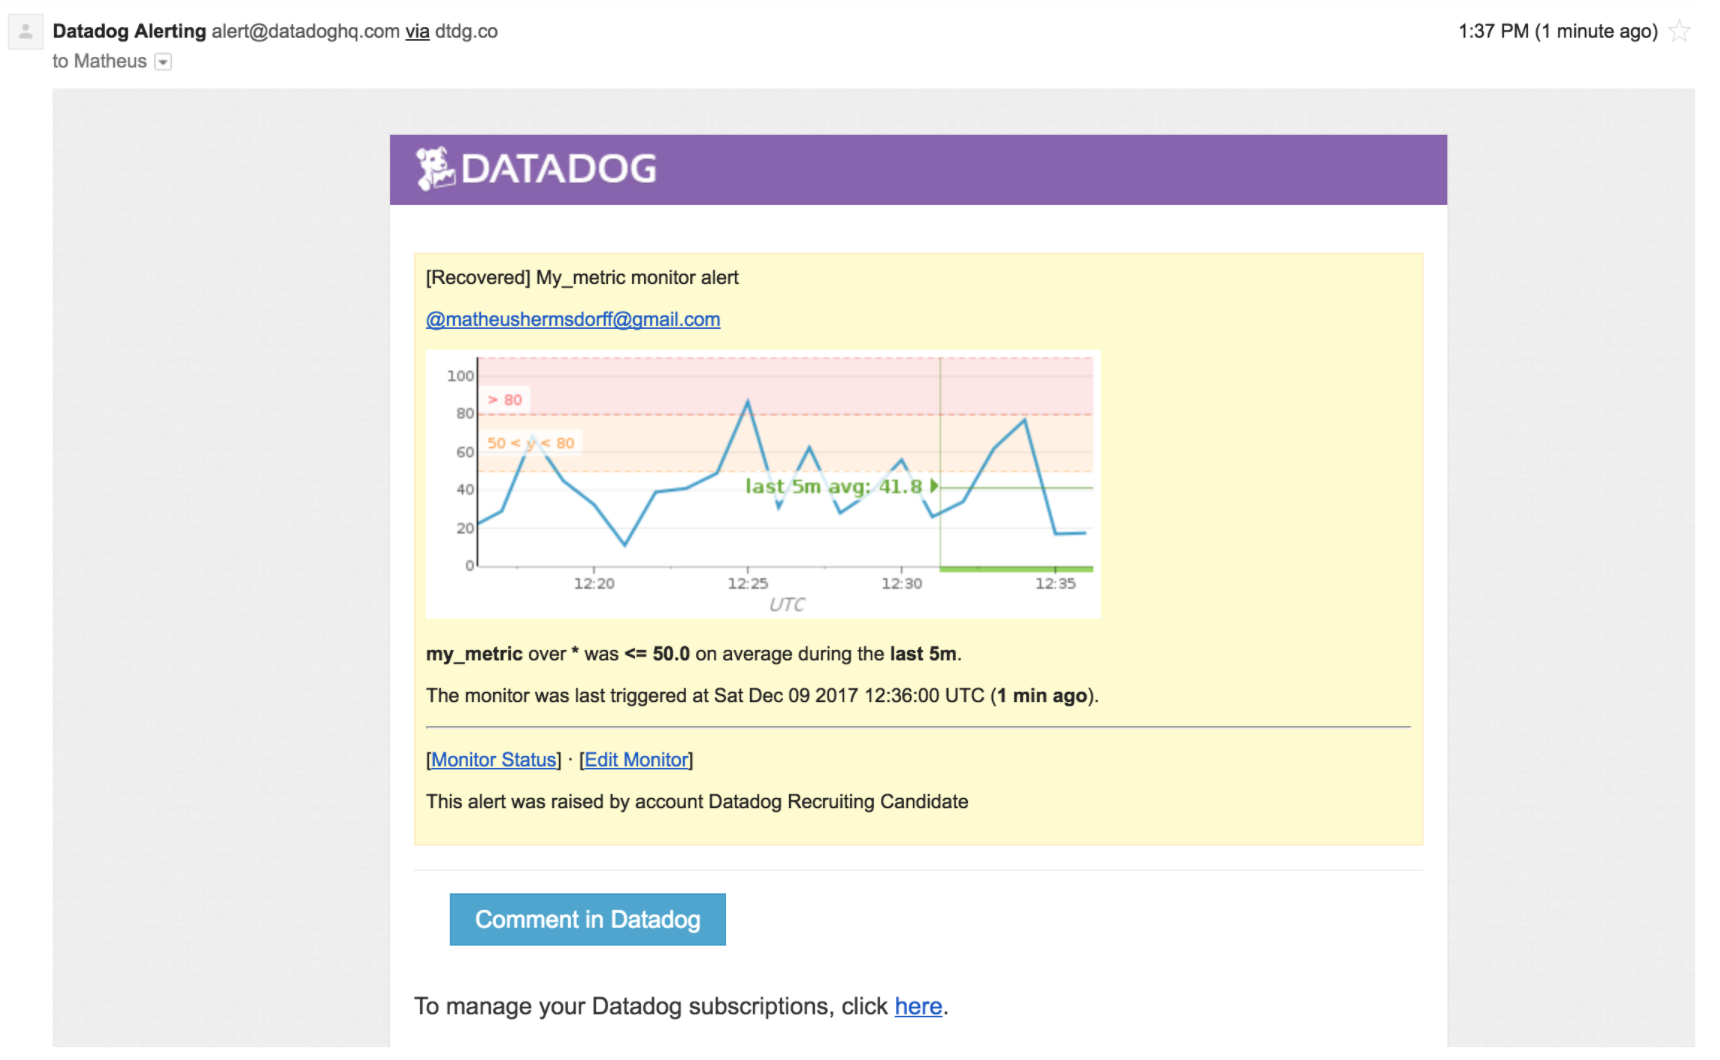 Datadog Alerting alert@datadoghq.com via dtdg.co
1:37 PM (1 minute ago)
to Matheus
DATADOG
[Recovered] My_metric monitor alert
@matheushermsdorff@gmail.com
100
> 80
80
50 < y < 80
60
last 5m avg: 41.8
40
20
0
12:20 12:25 12:30 12:35
UTC
my_metric over * was <= 50.0 on average during the last 5m.
The monitor was last triggered at Sat Dec 09 2017 12:36:00 UTC (1 min ago).
[Monitor Status] · [Edit Monitor]
This alert was raised by account Datadog Recruiting Candidate
Comment in Datadog
To manage your Datadog subscriptions, click here.